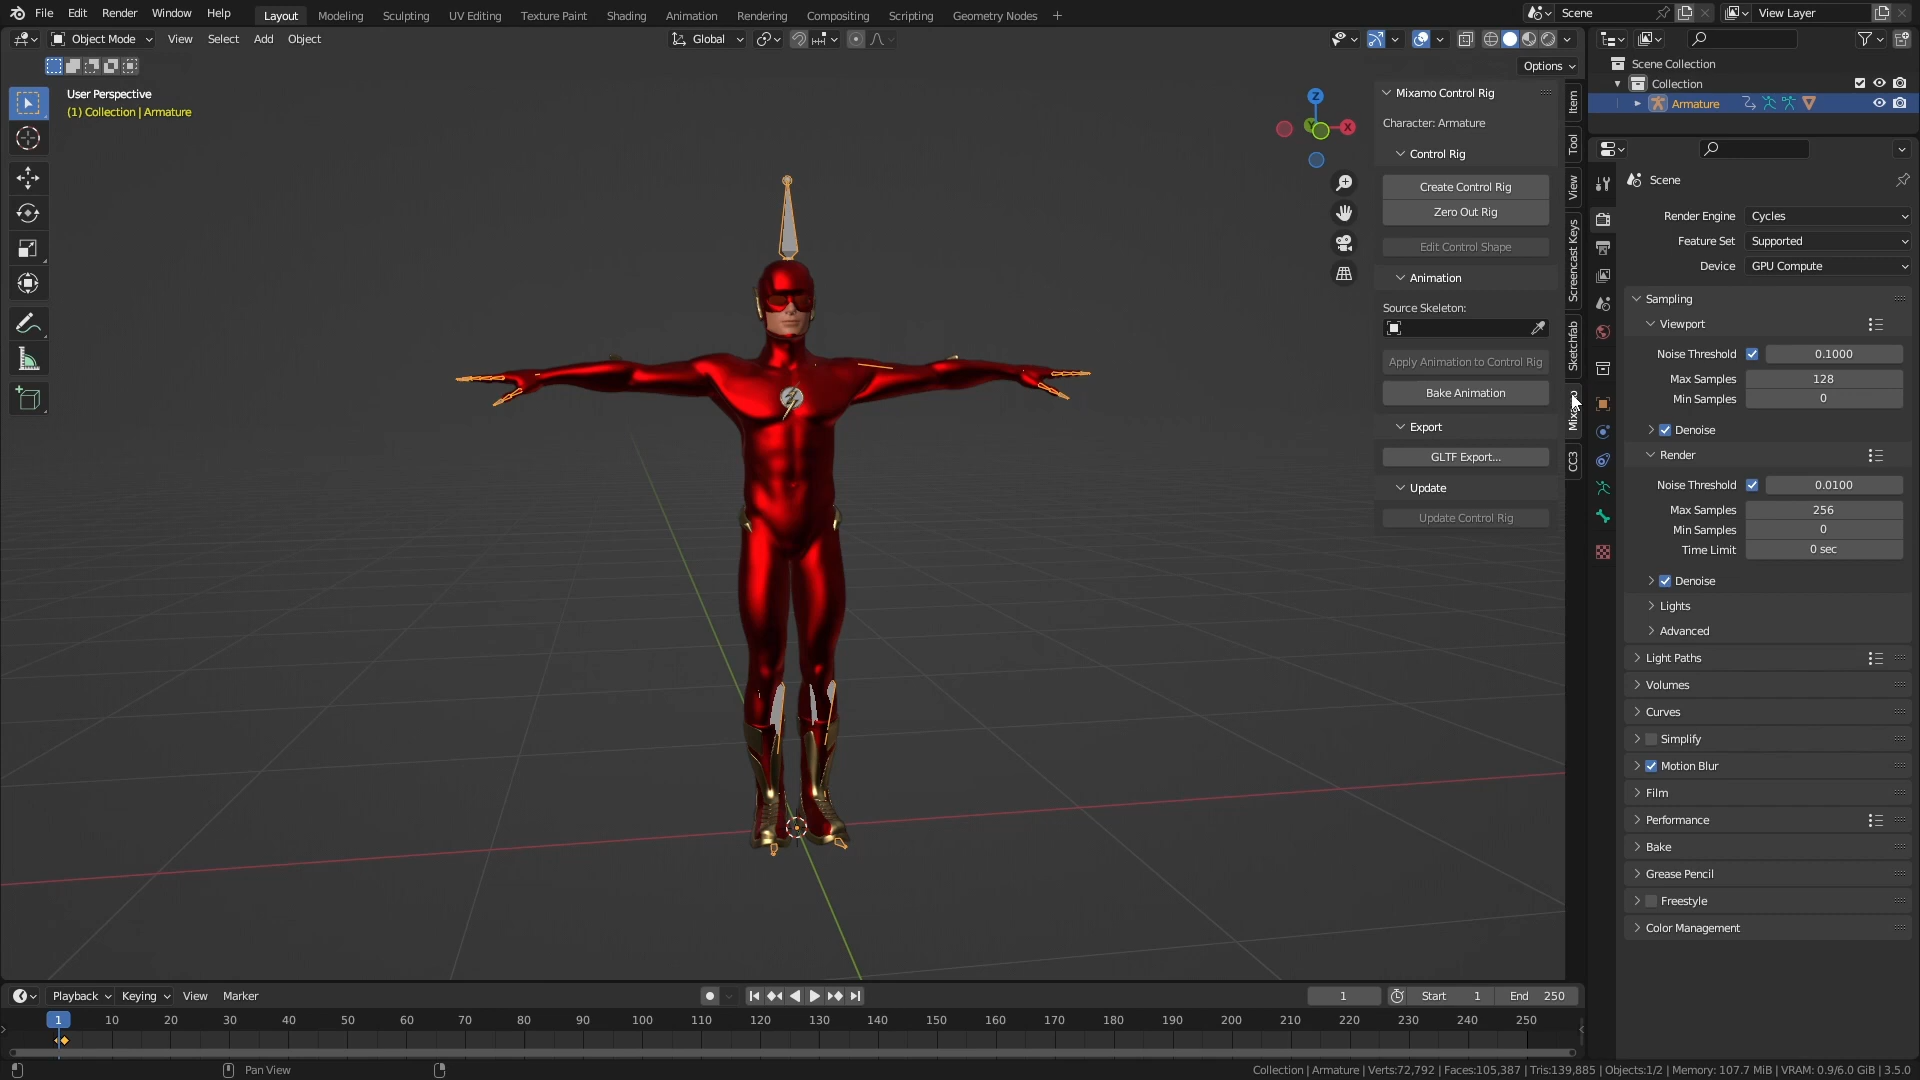 File Edit Render Window Help Layout Modeling Sculpting UV Editing Texture Paint Shading Animation Rendering Compositing Scripting Geometry Nodes + Scene View Layer
Object Mode View Select Add Object Global
Options
User Perspective
(1) Collection | Armature
Z
X
Mixamo Control Rig
Character: Armature
Control Rig
Create Control Rig
Zero Out Rig
Edit Control Shape
Animation
Source Skeleton:
Apply Animation to Control Rig
Bake Animation
Export
GLTF Export...
Update
Update Control Rig
Item
Tool
View
Screencast Keys
Sketchfab
CC3
Scene Collection
Collection
Armature
Scene
Render Engine Cycles
Feature Set Supported
Device GPU Compute
Sampling
Viewport
Noise Threshold 0.1000
Max Samples 128
Min Samples 0
Denoise
Render
Noise Threshold 0.0100
Max Samples 256
Min Samples 0
Time Limit 0 sec
Denoise
Lights
Advanced
Light Paths
Volumes
Curves
Simplify
Motion Blur
Film
Performance
Bake
Grease Pencil
Freestyle
Color Management
Playback Keying View Marker 1 Start 1 End 250
1 10 20 30 40 50 60 70 80 90 100 110 120 130 140 150 160 170 180 190 200 210 220 230 240 250
Pan View Collection | Armature | Verts:72,792 | Faces:105,387 | Tris:139,885 | Objects:1/2 | Memory: 107.7 MiB | VRAM: 0.9/6.0 GiB | 3.5.0